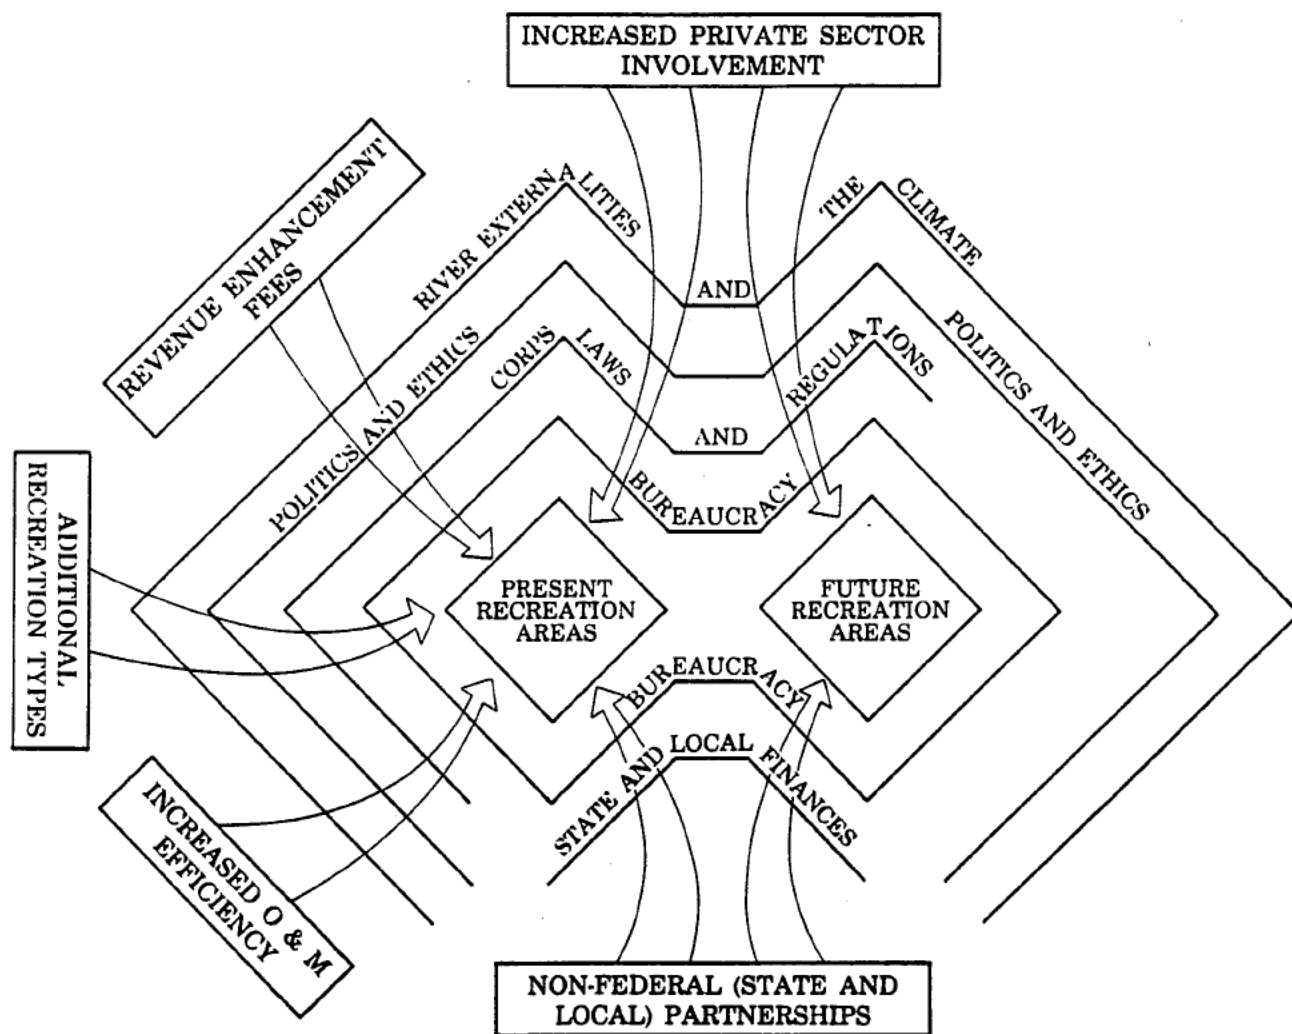 INCREASED PRIVATE SECTOR
INVOLVEMENT
REVENUE ENHANCEMENT
FEES
RIVER EXTERNALITIES AND THE CLIMATE
POLITICS AND ETHICS
POLITICS AND ETHICS
CORPS LAWS AND REGULATIONS
BUREAUCRACY
ADDITIONAL
RECREATION TYPES
PRESENT
RECREATION
AREAS
FUTURE
RECREATION
AREAS
BUREAUCRACY
STATE AND LOCAL FINANCES
INCREASED O & M
EFFICIENCY
NON-FEDERAL (STATE AND
LOCAL) PARTNERSHIPS